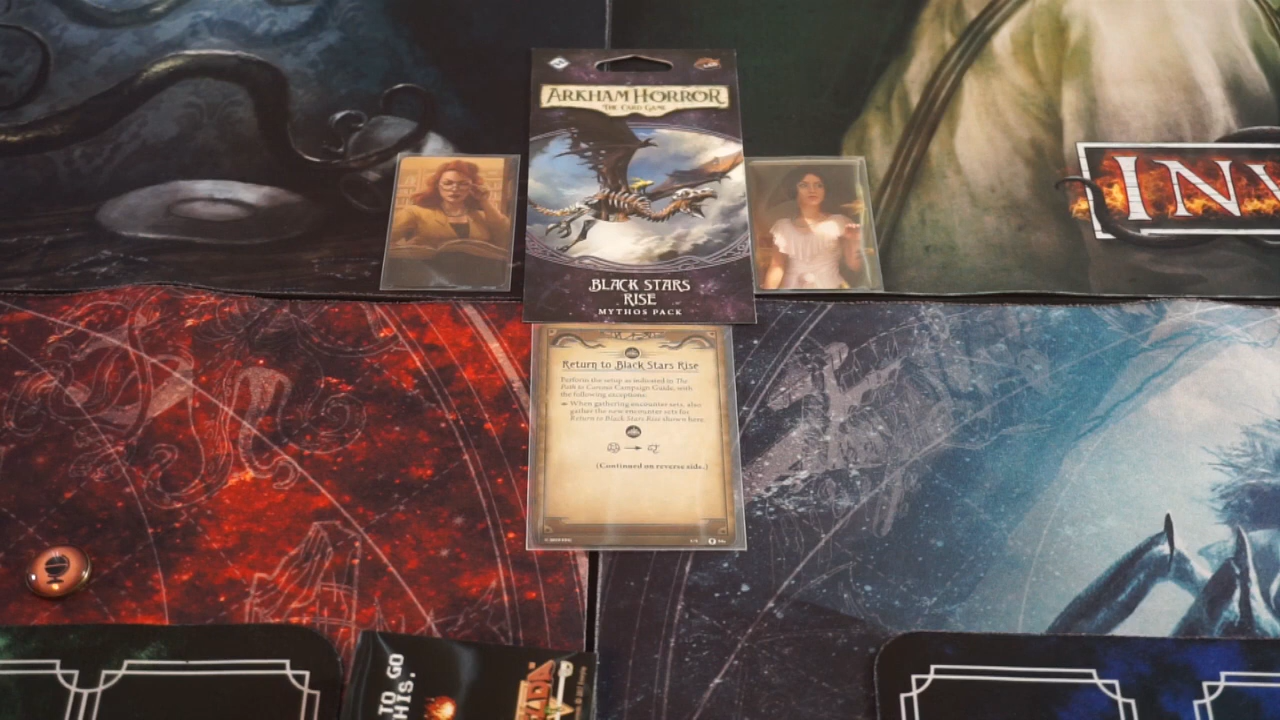 ARKHAM HORROR
THE CARD GAME
INV
BLACK STARS
RISE
MYTHOS PACK
Return to Black Stars Rise
Perform the setup as indicated in The
Path to Carcosa Campaign Guide, with
the following exceptions:
When gathering encounter sets, also
gather the new encounter sets for
Return to Black Stars Rise shown here.
(Continued on reverse side.)
TO GO
THIS.